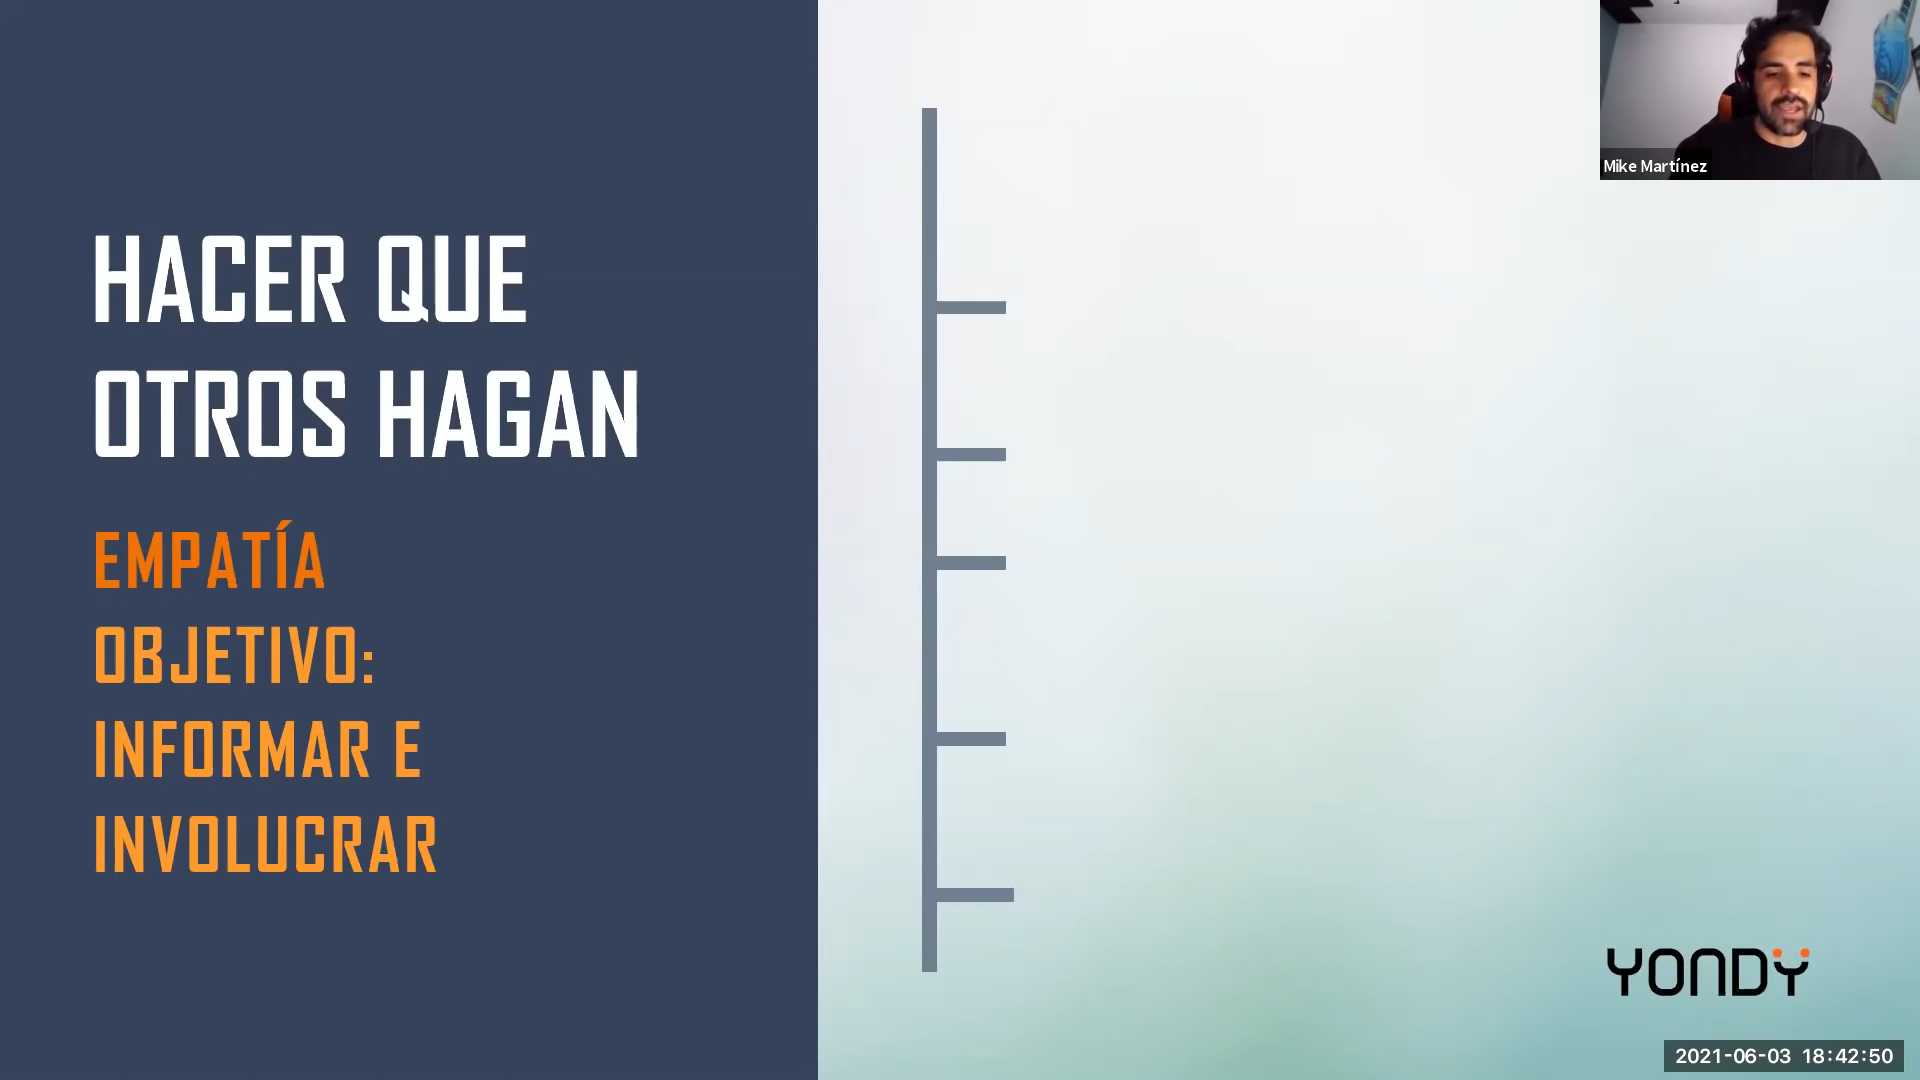 HACER QUE
OTROS HAGAN
EMPATÍA
OBJETIVO:
INFORMAR E
INVOLUCRAR
Mike Martínez
YONDY
2021-06-03 18:42:50